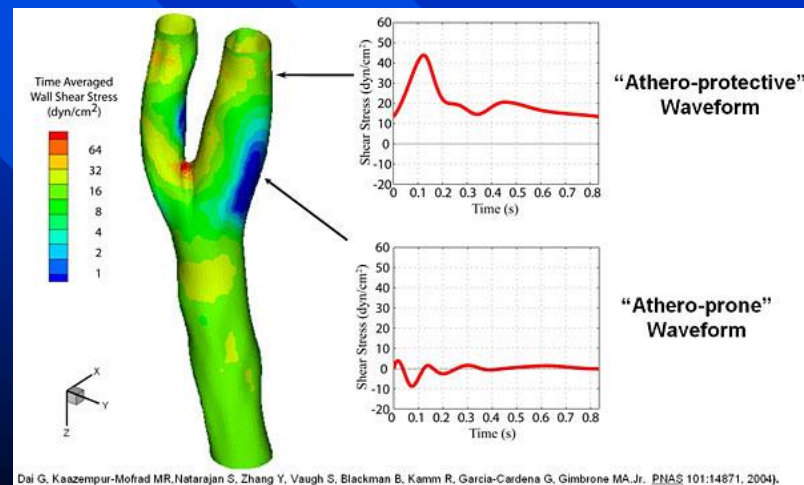 Time Averaged
Wall Shear Stress
(dyn/cm²)
64
32
16
8
4
2
1
X
Y
Z
Shear Stress (dyn/cm²)
60
50
40
30
20
10
0
-10
-20
0 0.1 0.2 0.3 0.4 0.5 0.6 0.7 0.8
Time (s)
“Athero-protective”
Waveform
Shear Stress (dyn/cm²)
60
50
40
30
20
10
0
-10
-20
0 0.1 0.2 0.3 0.4 0.5 0.6 0.7 0.8
Time (s)
“Athero-prone”
Waveform
Dai G, Kaazempur-Mofrad MR,Natarajan S, Zhang Y, Vaugh S, Blackman B, Kamm R, Garcia-Cardena G, Gimbrone MA.Jr. PNAS 101:14871, 2004).